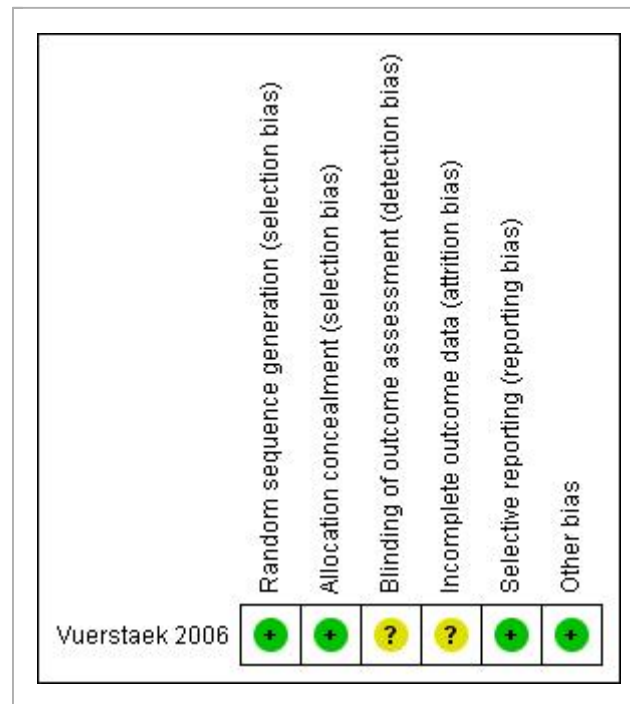 Random sequence generation (selection bias)
Allocation concealment (selection bias)
Blinding of outcome assessment (detection bias)
Incomplete outcome data (attrition bias)
Selective reporting (reporting bias)
Other bias
Vuerstaek 2006 + + ? ? + +